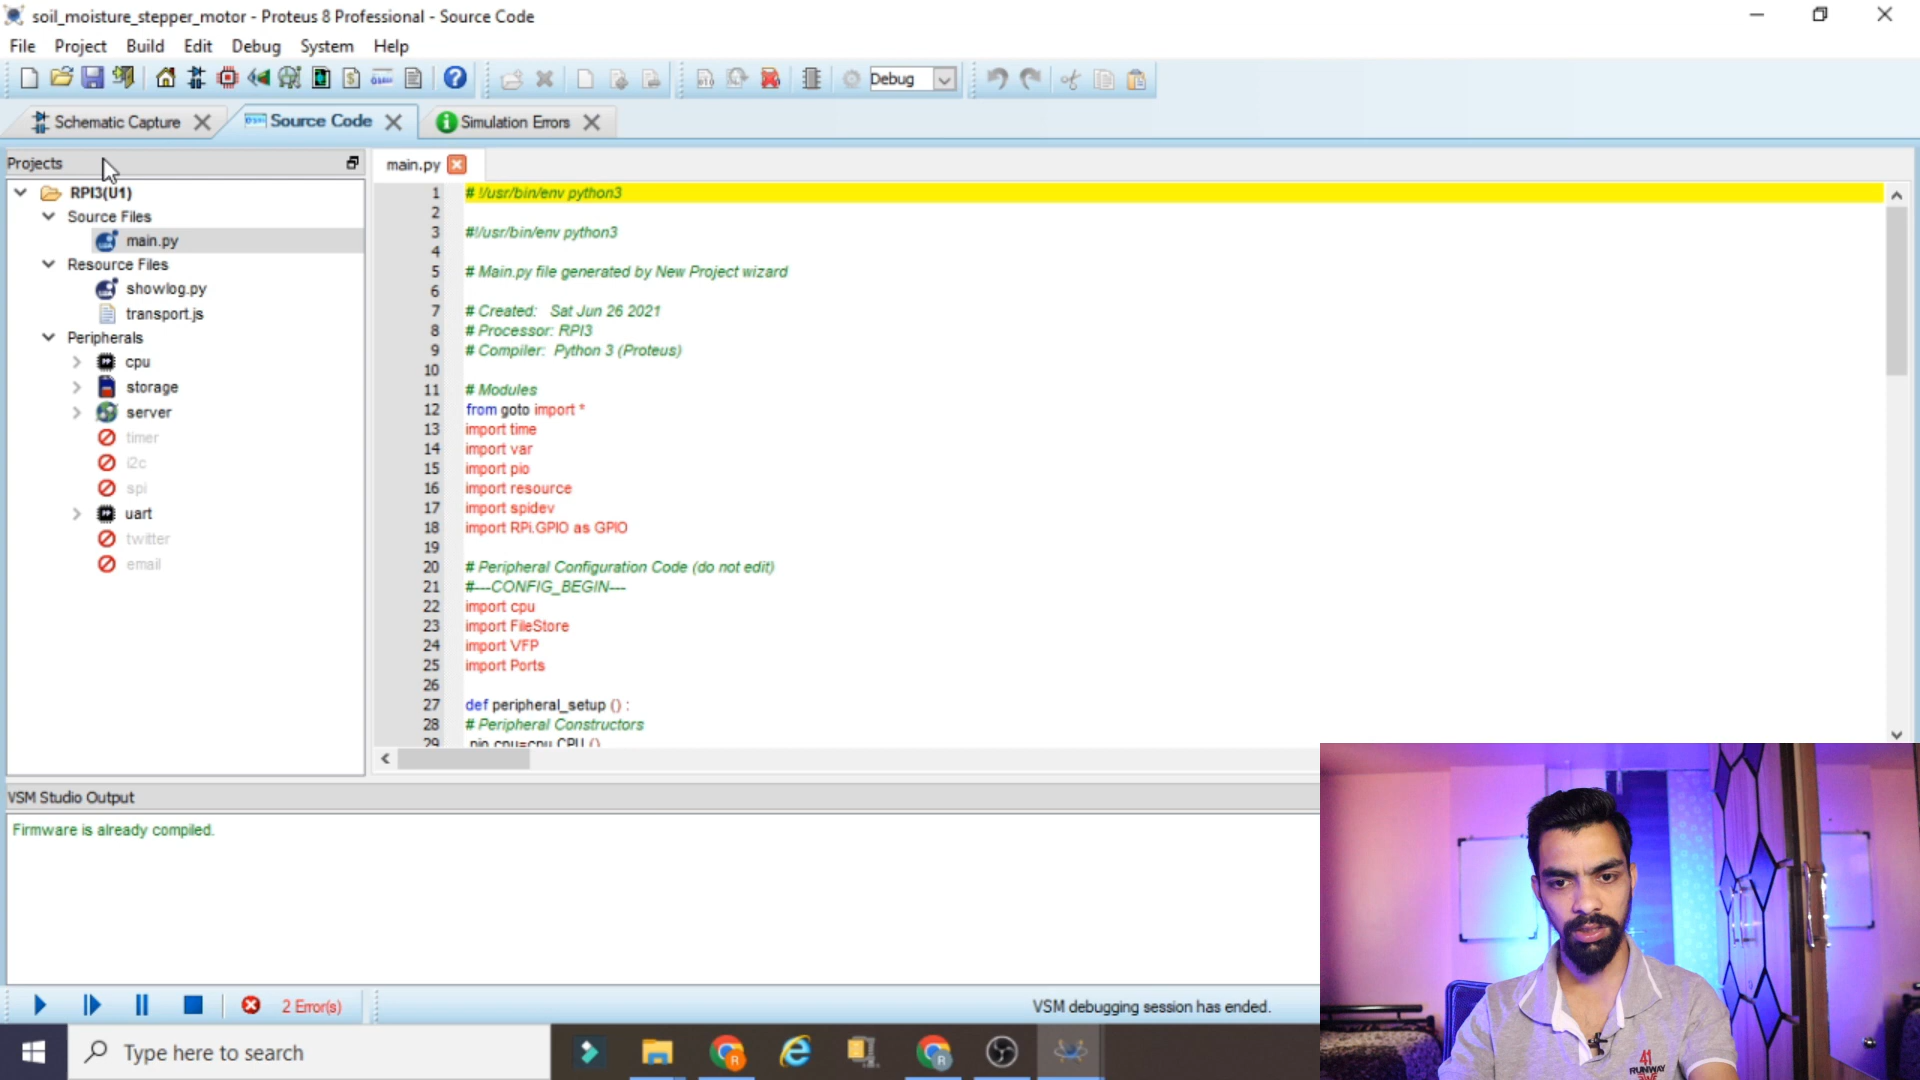 soil_moisture_stepper_motor - Proteus 8 Professional - Source Code
File Project Build Edit Debug System Help
Debug
Schematic Capture
Source Code
Simulation Errors
Projects
main.py
RPI3(U1)
Source Files
main.py
Resource Files
showlog.py
transport.js
Peripherals
cpu
storage
server
timer
i2c
spi
uart
twitter
email
1 # !/usr/bin/env python3
2
3 #!/usr/bin/env python3
4
5 # Main.py file generated by New Project wizard
6
7 # Created: Sat Jun 26 2021
8 # Processor: RPI3
9 # Compiler: Python 3 (Proteus)
10
11 # Modules
12 from goto import *
13 import time
14 import var
15 import pio
16 import resource
17 import spidev
18 import RPi.GPIO as GPIO
19
20 # Peripheral Configuration Code (do not edit)
21 #---CONFIG_BEGIN---
22 import cpu
23 import FileStore
24 import VFP
25 import Ports
26
27 def peripheral_setup () :
28 # Peripheral Constructors
29 pio.cpu=cpu.CPU ()
VSM Studio Output
Firmware is already compiled.
2 Error(s)
VSM debugging session has ended.
Type here to search
41
RUNWAY